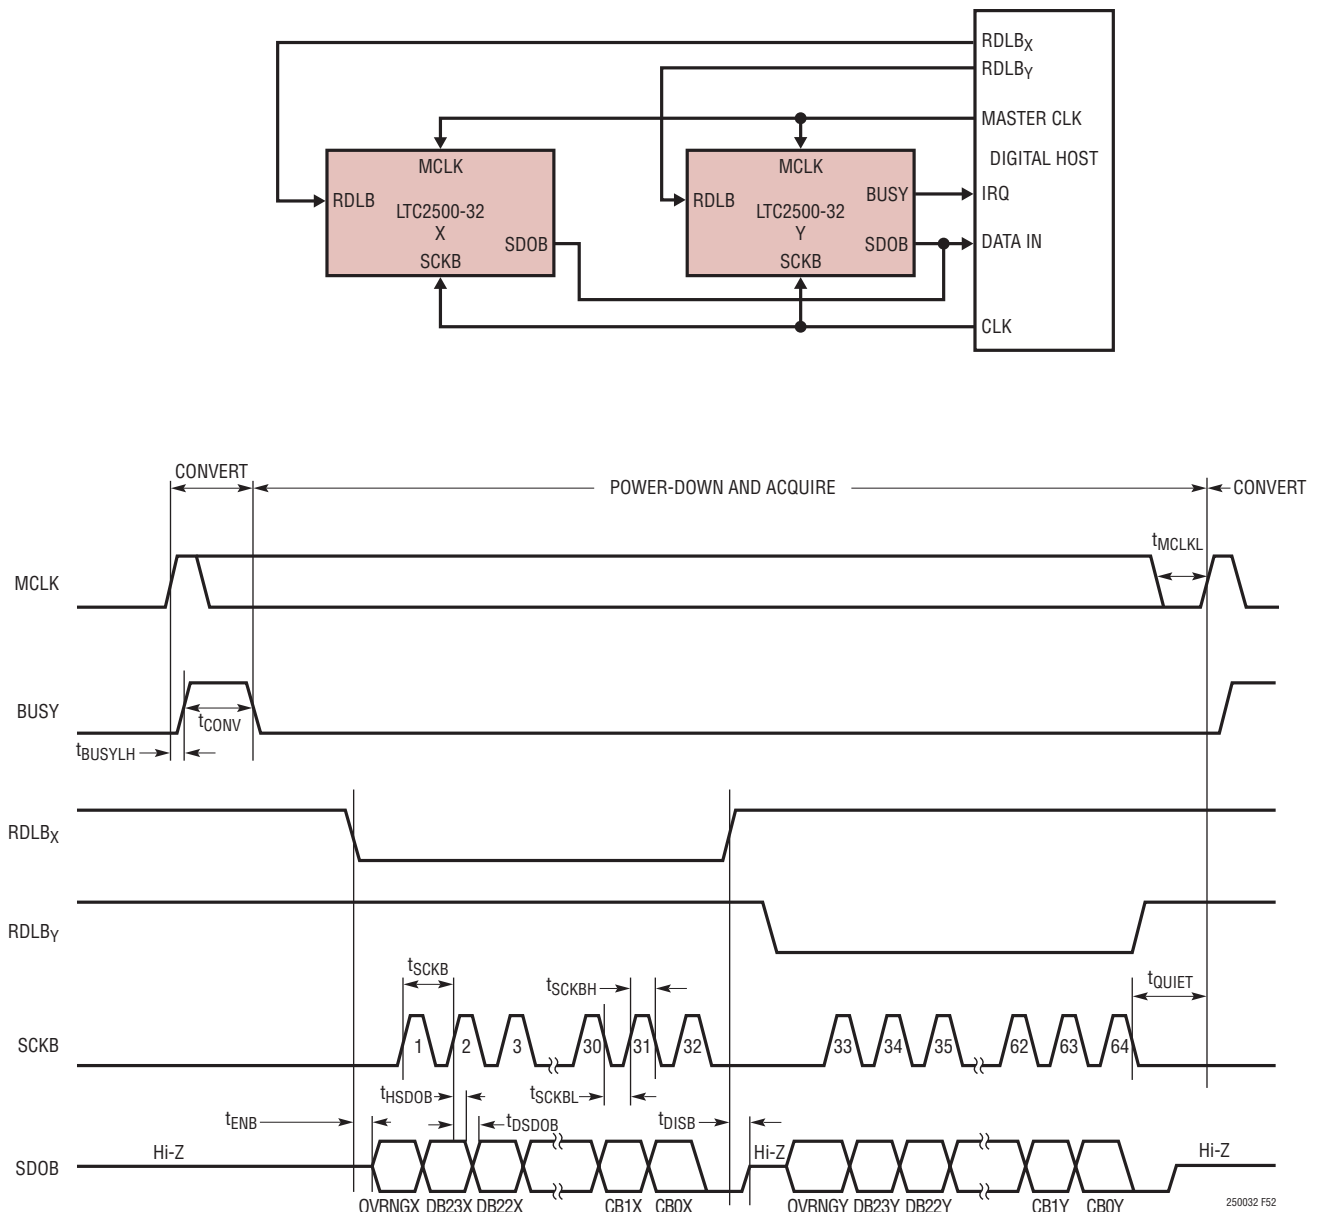 RDLBX
RDLBY
MASTER CLK
DIGITAL HOST
IRQ
DATA IN
CLK
MCLK
RDLB
LTC2500-32
X
SDOB
SCKB
MCLK
RDLB
BUSY
LTC2500-32
Y
SDOB
SCKB
CONVERT
POWER-DOWN AND ACQUIRE
CONVERT
MCLK
tMCLKL
BUSY
tCONV
tBUSYLH
RDLBX
RDLBY
tSCKB
tSCKBH
tQUIET
SCKB
1 2 3 30 31 32 33 34 35 62 63 64
tHSDOB
tSCKBL
tENB
tDSDOB
tDISB
SDOB
Hi-Z
Hi-Z
Hi-Z
OVRNGX DB23X DB22X CB1X CB0X OVRNGY DB23Y DB22Y CB1Y CB0Y
250032 F52